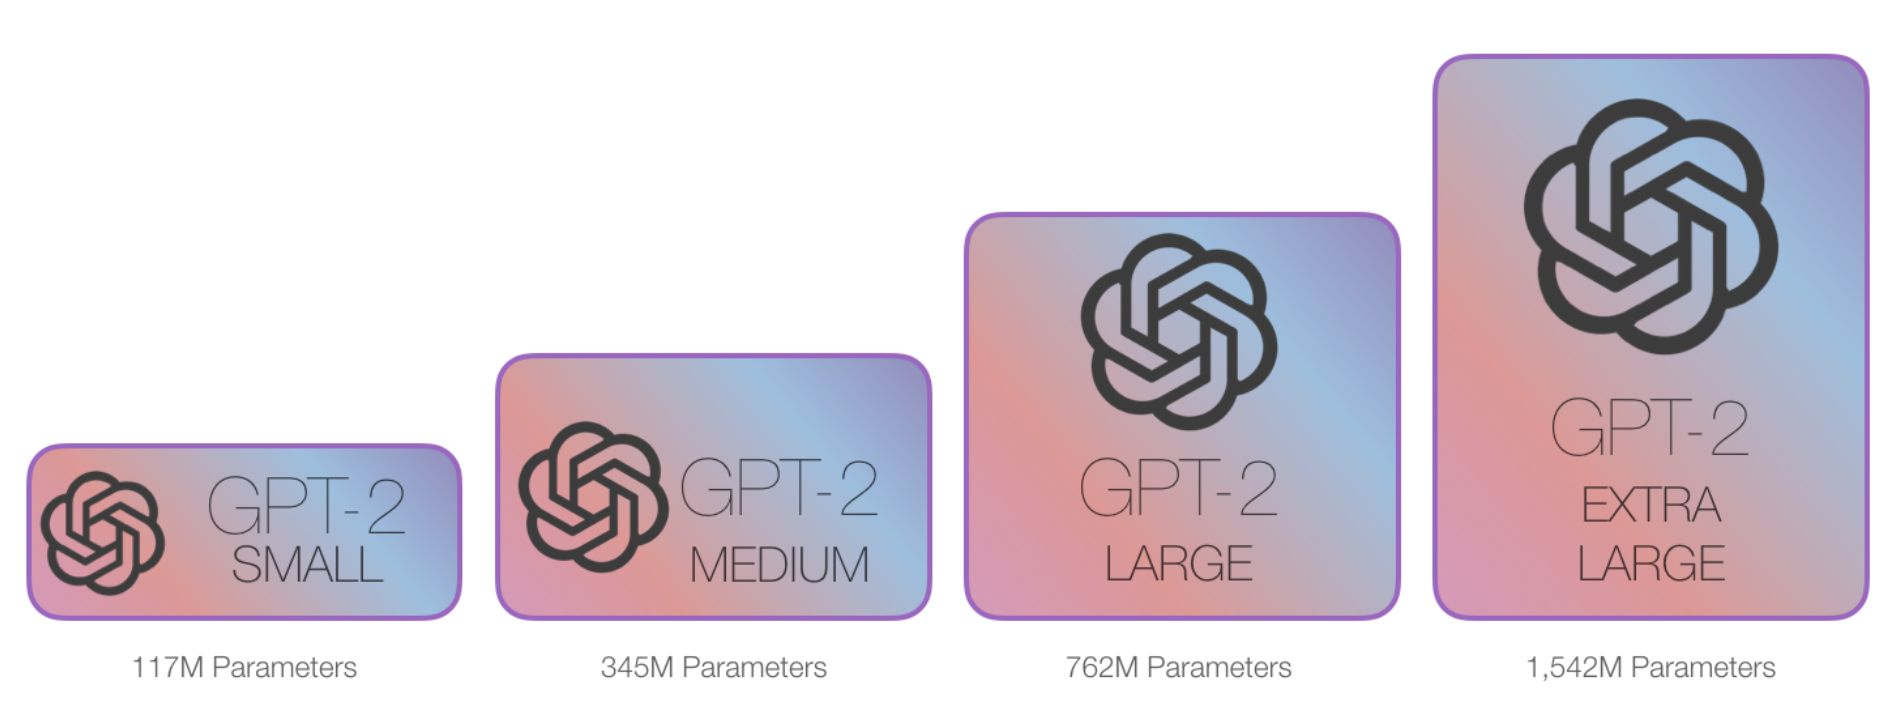 GPT-2
SMALL
117M Parameters
GPT-2
MEDIUM
345M Parameters
GPT-2
LARGE
762M Parameters
GPT-2
EXTRA
LARGE
1,542M Parameters